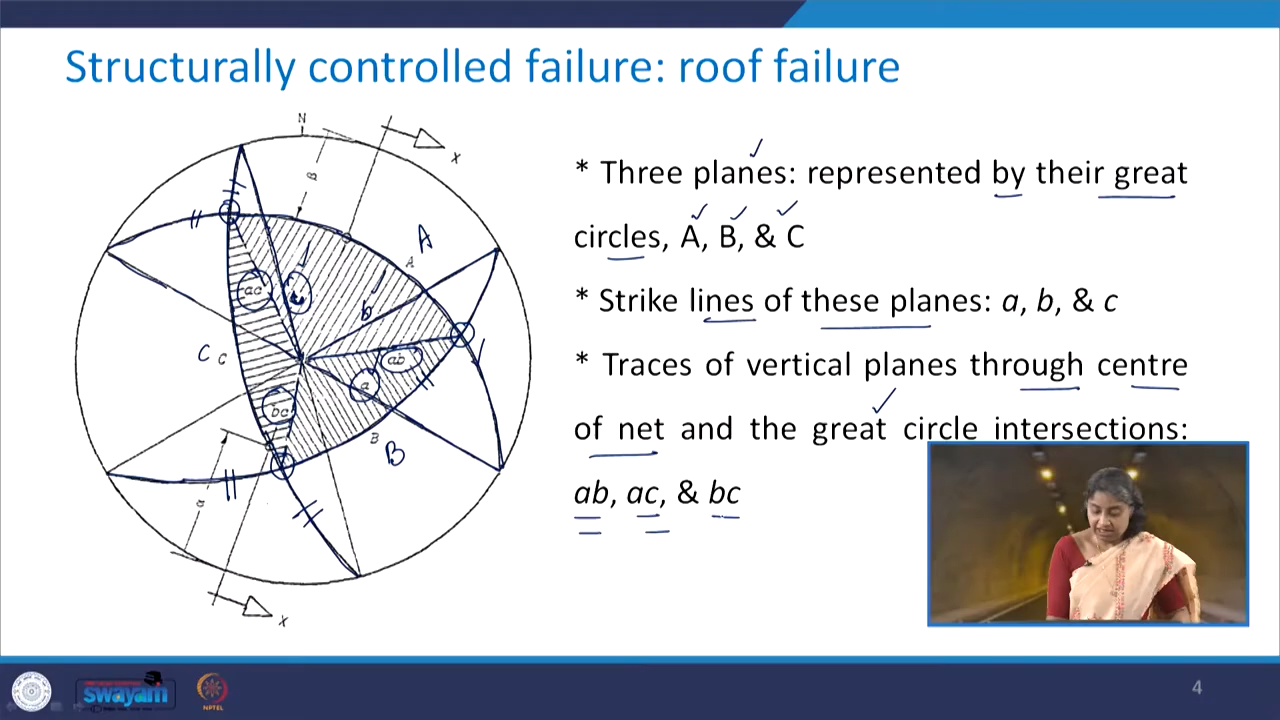 Structurally controlled failure: roof failure
N
X
B
A
A
ac
b
C
C
ab
a
bc
B
B
α
X
* Three planes: represented by their great
circles, A, B, & C
* Strike lines of these planes: a, b, & c
* Traces of vertical planes through centre
of net and the great circle intersections:
ab, ac, & bc
swayam
NPTEL
4